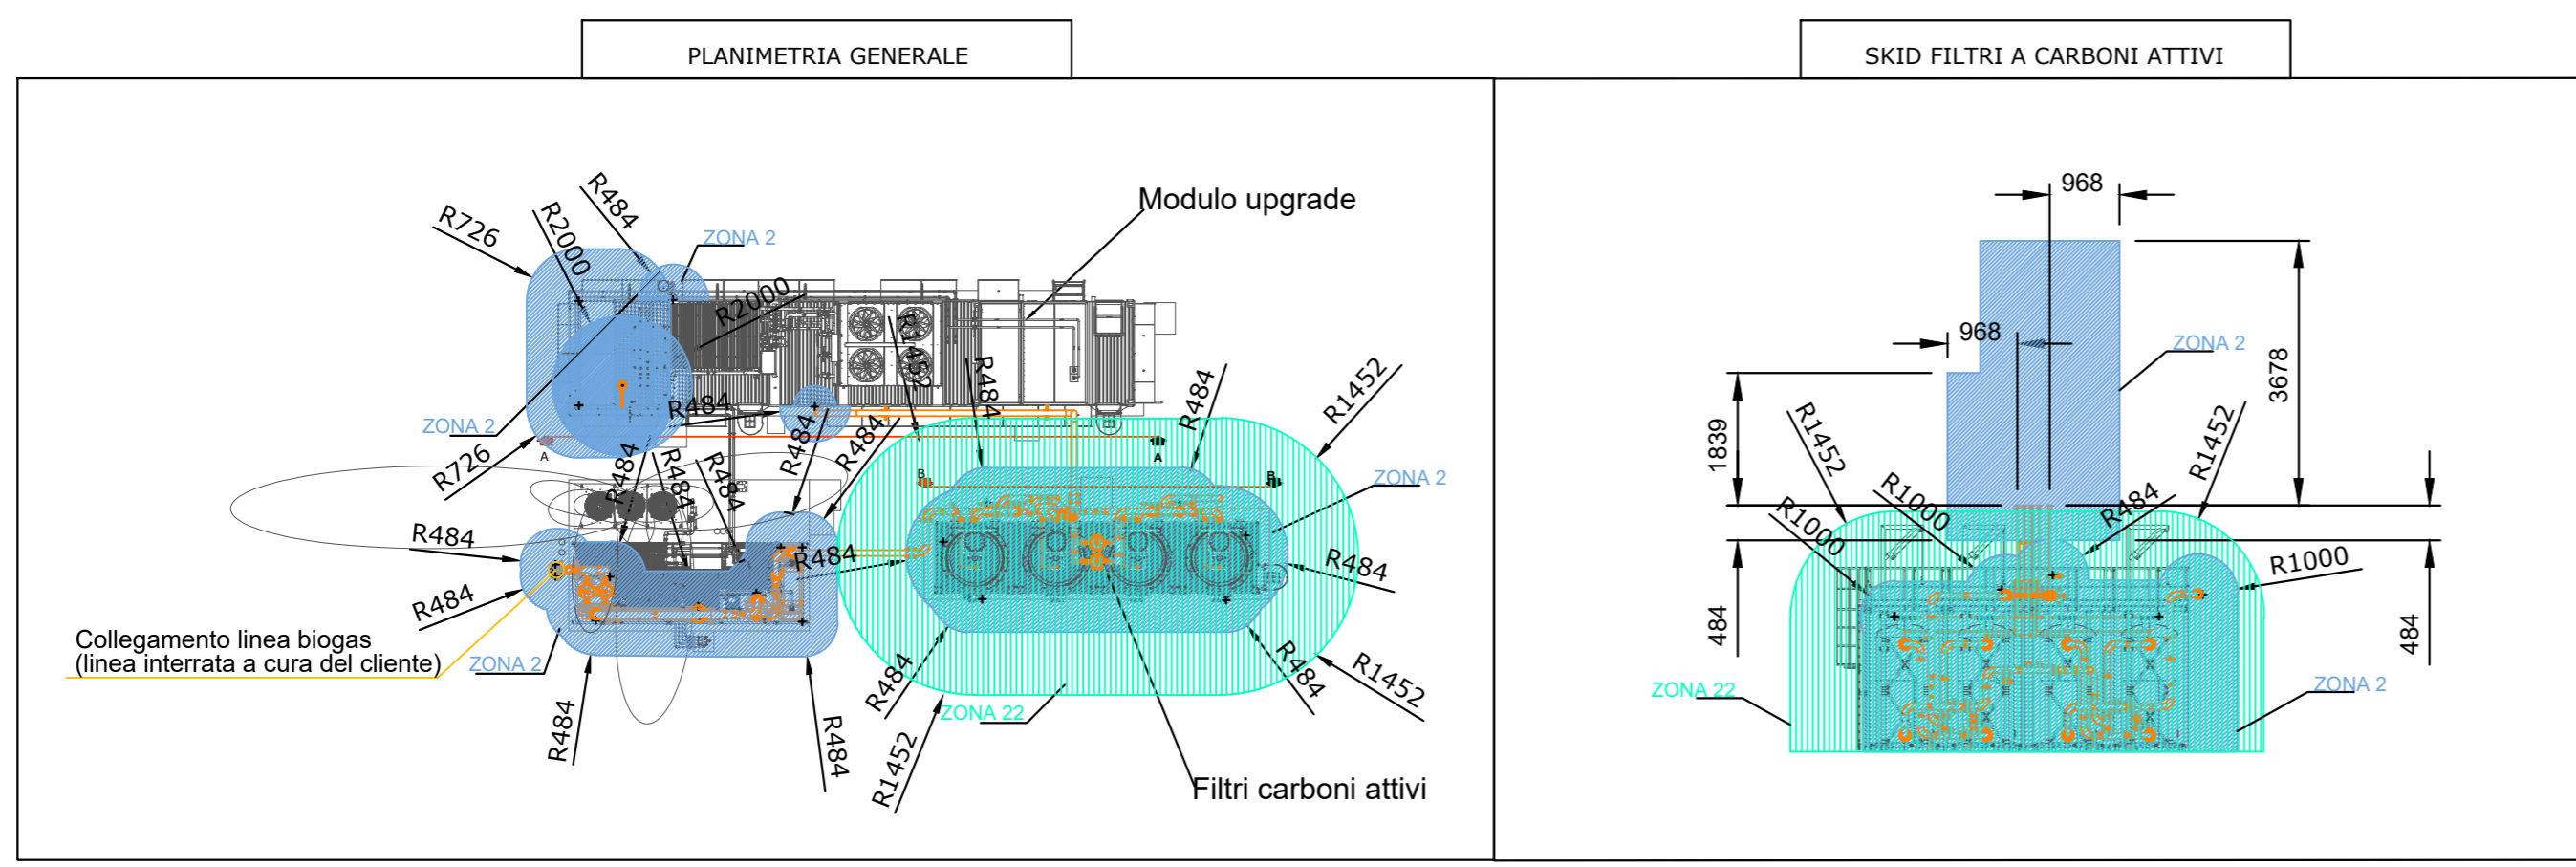 PLANIMETRIA GENERALE
SKID FILTRI A CARBONI ATTIVI
R484
R726
R2000
ZONA 2
Modulo upgrade
R2000
R1452
R484
R484
R1452
R484
ZONA 2
R726
A
A
B
B
R484
R484
R484
R484
R484
ZONA 2
R484
R484
R484
R484
Collegamento linea biogas
(linea interrata a cura del cliente)
ZONA 2
R484
R484
R484
R484
R1452
R1452
ZONA 22
Filtri carboni attivi
968
968
ZONA 2
3678
1839
R1452
R1000
R1000
R484
R1452
R1000
484
484
ZONA 22
ZONA 2